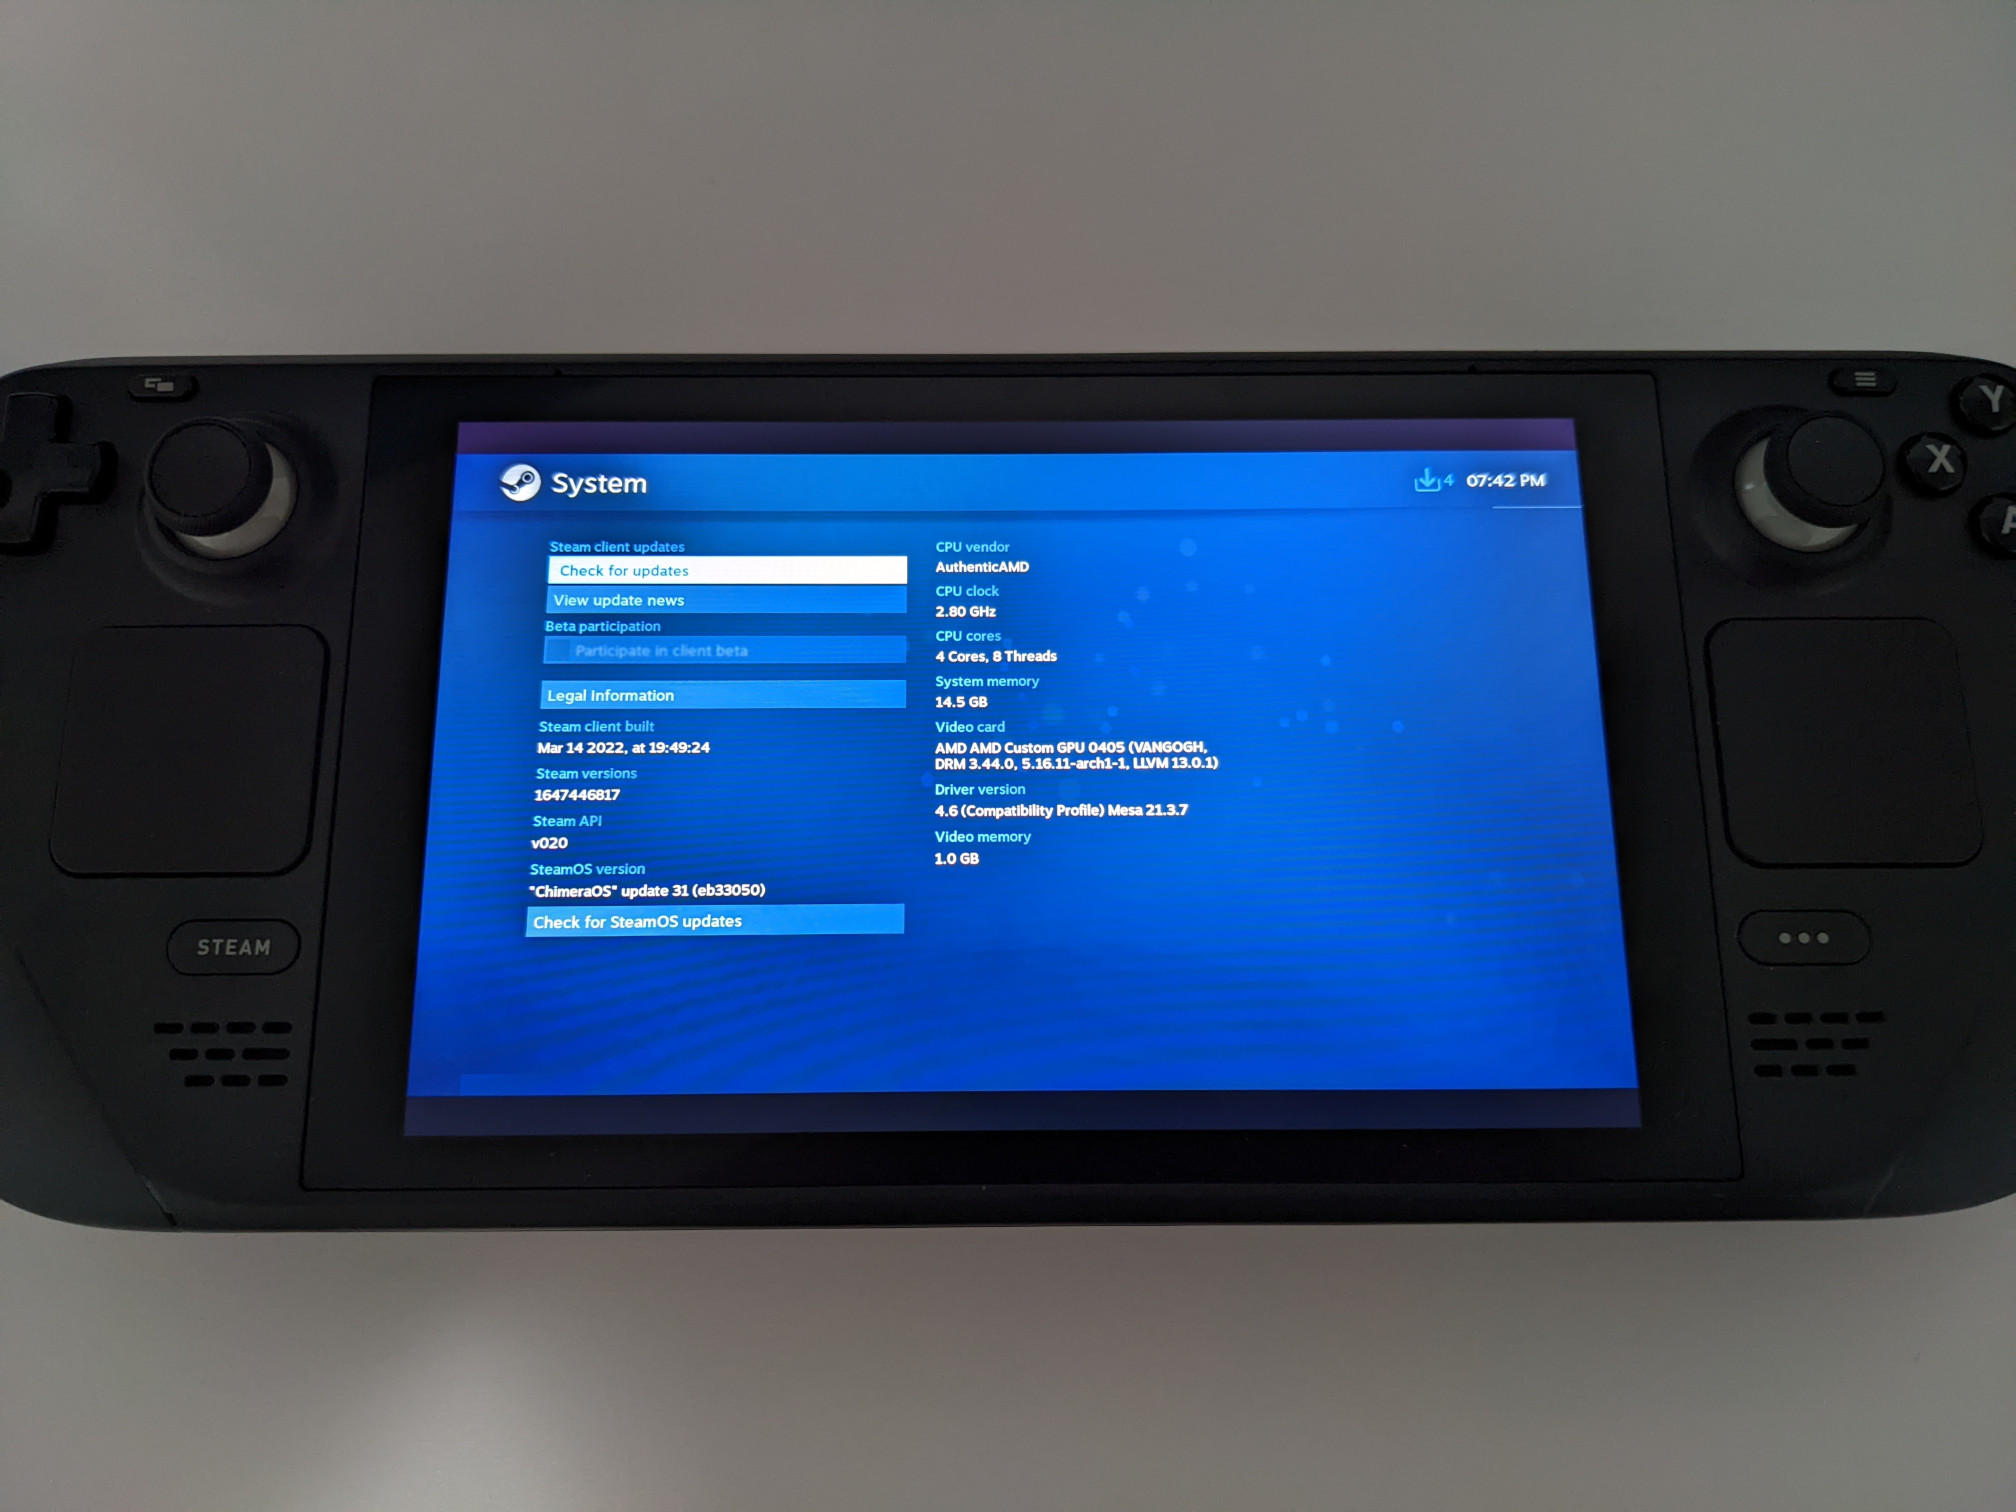 System
4 07:42 PM
Steam client updates
Check for updates
View update news
Beta participation
Participate in client beta
Legal Information
Steam client built
Mar 14 2022, at 19:49:24
Steam versions
1647446817
Steam API
v020
SteamOS version
"ChimeraOS" update 31 (eb33050)
Check for SteamOS updates
CPU vendor
AuthenticAMD
CPU clock
2.80 GHz
CPU cores
4 Cores, 8 Threads
System memory
14.5 GB
Video card
AMD AMD Custom GPU 0405 (VANGOGH,
DRM 3.44.0, 5.16.11-arch1-1, LLVM 13.0.1)
Driver version
4.6 (Compatibility Profile) Mesa 21.3.7
Video memory
1.0 GB
STEAM
Y
X
A